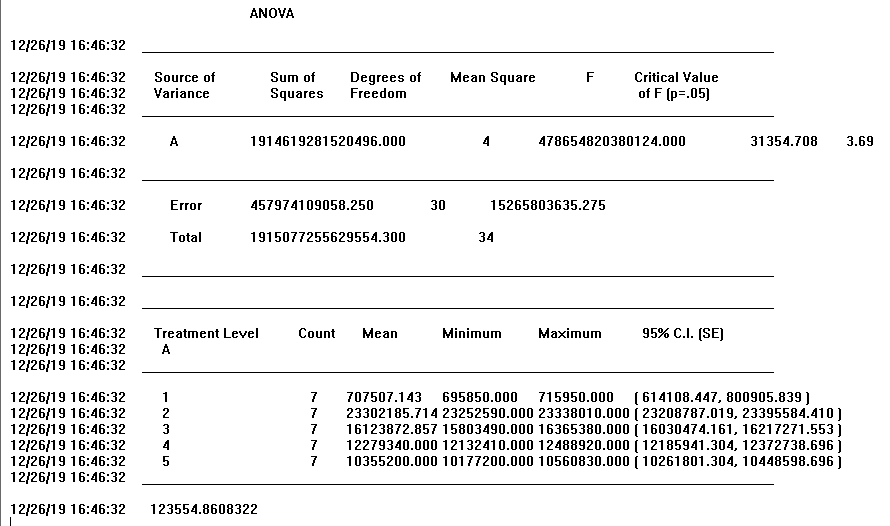 ANOVA
12/26/19 16:46:32
12/26/19 16:46:32 Source of Sum of Degrees of Mean Square F Critical Value
12/26/19 16:46:32 Variance Squares Freedom of F (p=.05)
12/26/19 16:46:32
12/26/19 16:46:32 A 1914619281520496.000 4 478654820380124.000 31354.708 3.69
12/26/19 16:46:32
12/26/19 16:46:32 Error 457974109058.250 30 15265803635.275
12/26/19 16:46:32 Total 1915077255629554.300 34
12/26/19 16:46:32
12/26/19 16:46:32
12/26/19 16:46:32 Treatment Level Count Mean Minimum Maximum 95% C.I. (SE)
12/26/19 16:46:32 A
12/26/19 16:46:32
12/26/19 16:46:32 1 7 707507.143 695850.000 715950.000 ( 614108.447, 800905.839 )
12/26/19 16:46:32 2 7 23302185.714 23252590.000 23338010.000 ( 23208787.019, 23395584.410 )
12/26/19 16:46:32 3 7 16123872.857 15803490.000 16365380.000 ( 16030474.161, 16217271.553 )
12/26/19 16:46:32 4 7 12279340.000 12132410.000 12488920.000 ( 12185941.304, 12372738.696 )
12/26/19 16:46:32 5 7 10355200.000 10177200.000 10560830.000 ( 10261801.304, 10448598.696 )
12/26/19 16:46:32
12/26/19 16:46:32 123554.8608322